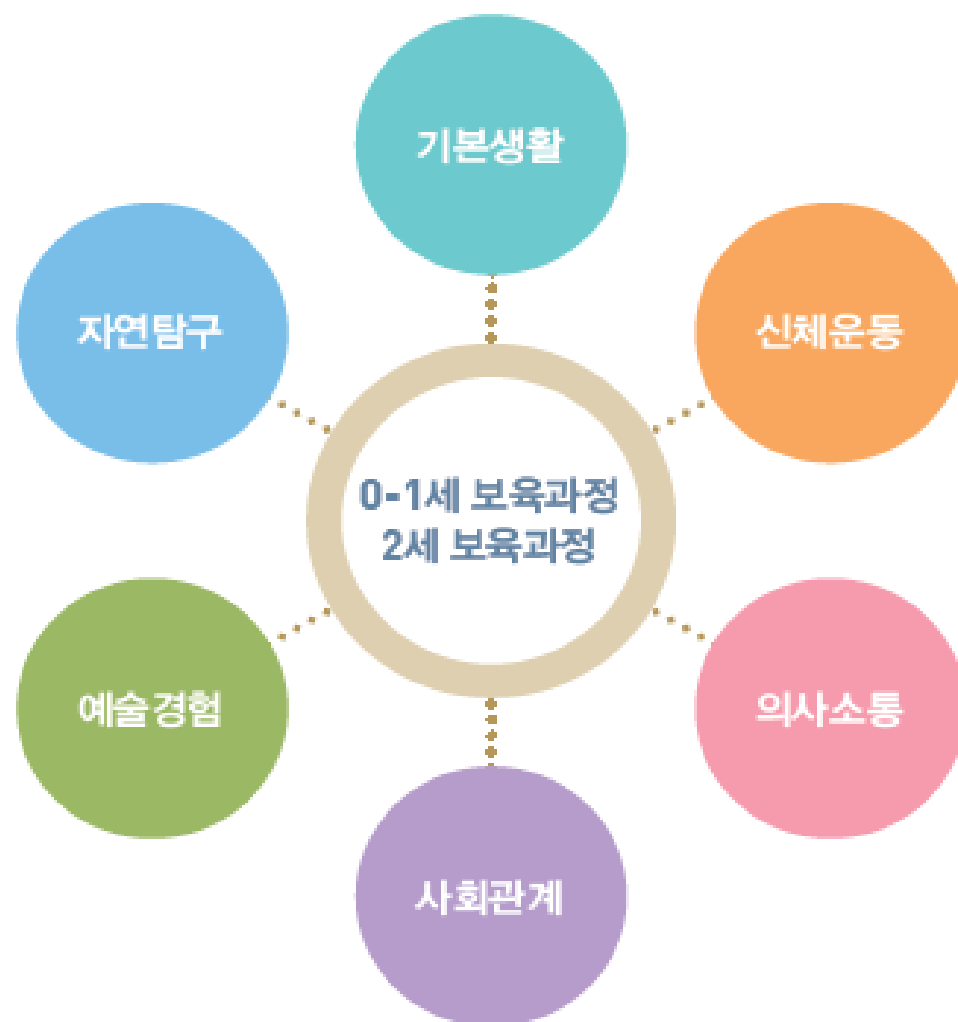 기본생활
자연탐구
신체운동
0-1세 보육과정
2세 보육과정
예술경험
의사소통
사회관계